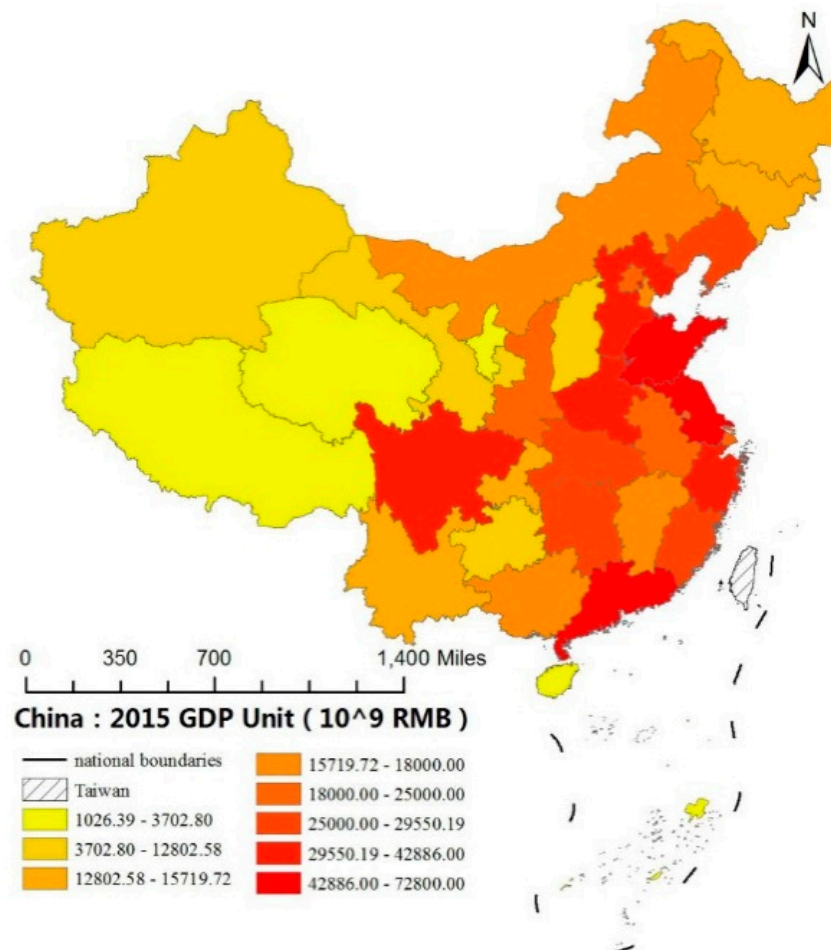 N
0 350 700 1,400 Miles
China : 2015 GDP Unit ( 10^9 RMB )
national boundaries
Taiwan
1026.39 - 3702.80
3702.80 - 12802.58
12802.58 - 15719.72
15719.72 - 18000.00
18000.00 - 25000.00
25000.00 - 29550.19
29550.19 - 42886.00
42886.00 - 72800.00